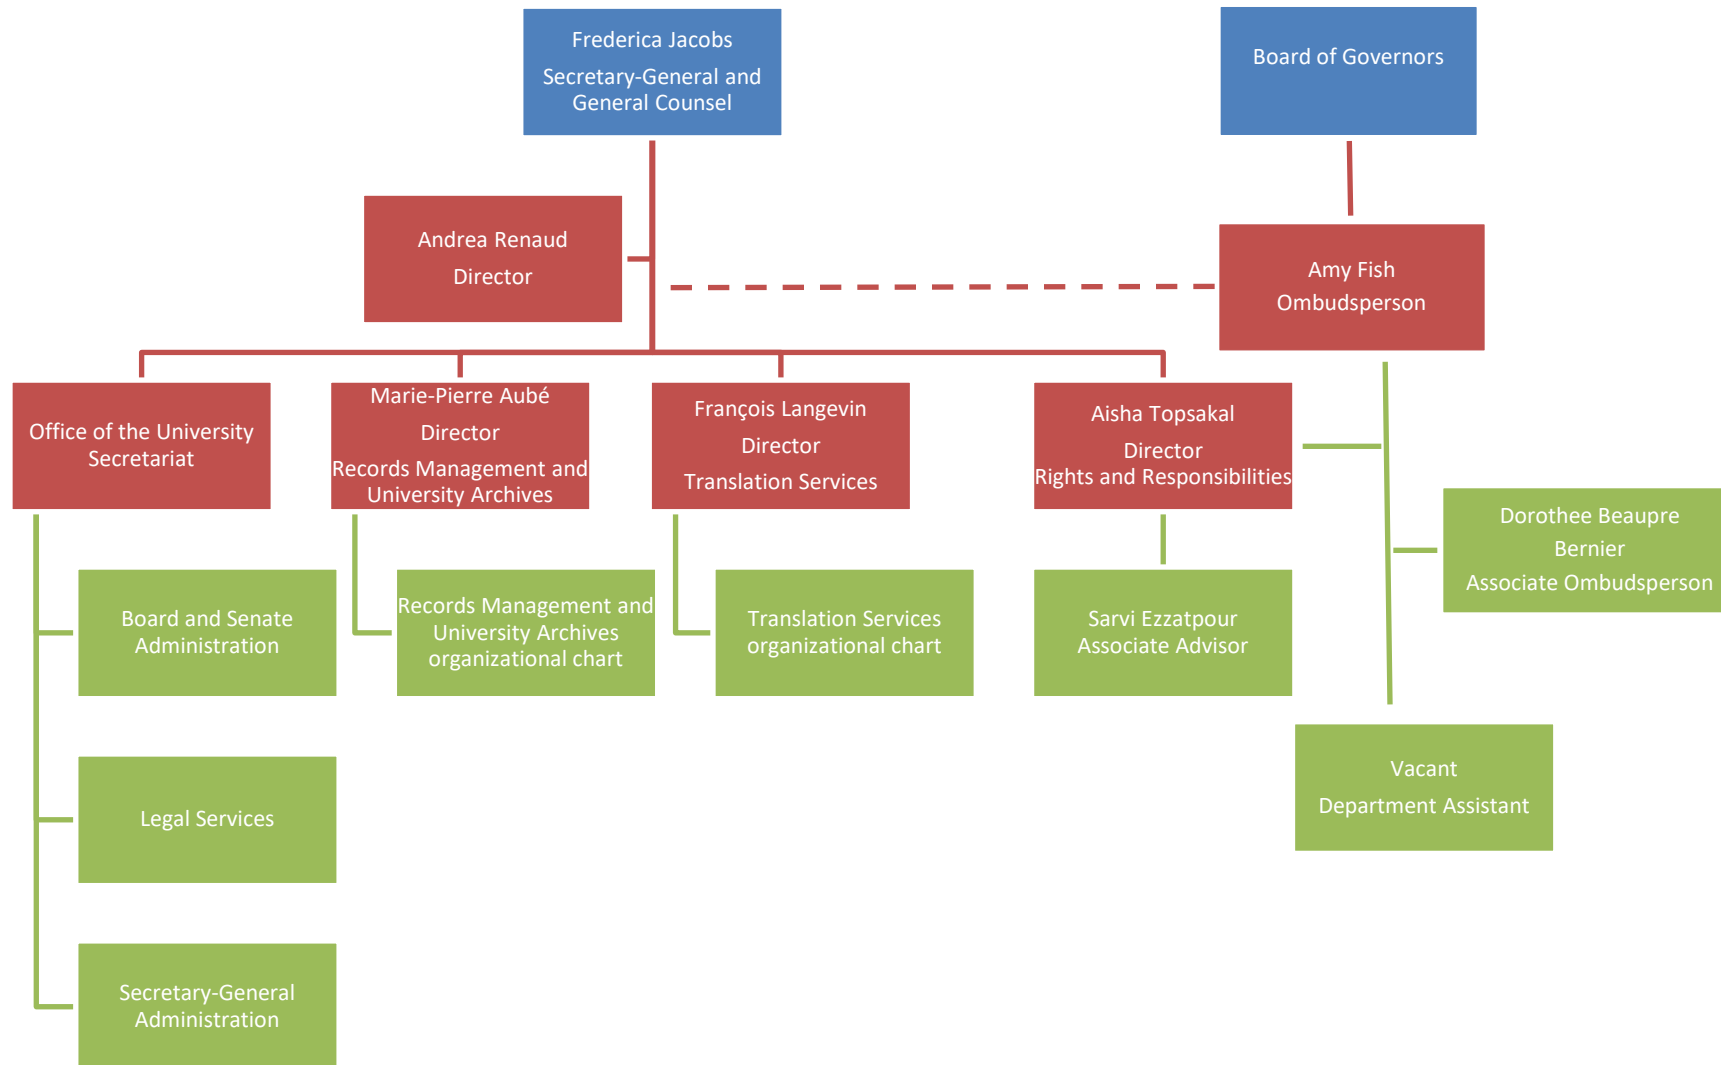 Frederica Jacobs
Secretary-General and
General Counsel
Board of Governors
Andrea Renaud
Director
Amy Fish
Ombudsperson
Office of the University
Secretariat
Marie-Pierre Aubé
Director
Records Management and
University Archives
François Langevin
Director
Translation Services
Aisha Topsakal
Director
Rights and Responsibilities
Dorothee Beaupre
Bernier
Associate Ombudsperson
Board and Senate
Administration
Records Management and
University Archives
organizational chart
Translation Services
organizational chart
Sarvi Ezzatpour
Associate Advisor
Vacant
Department Assistant
Legal Services
Secretary-General
Administration